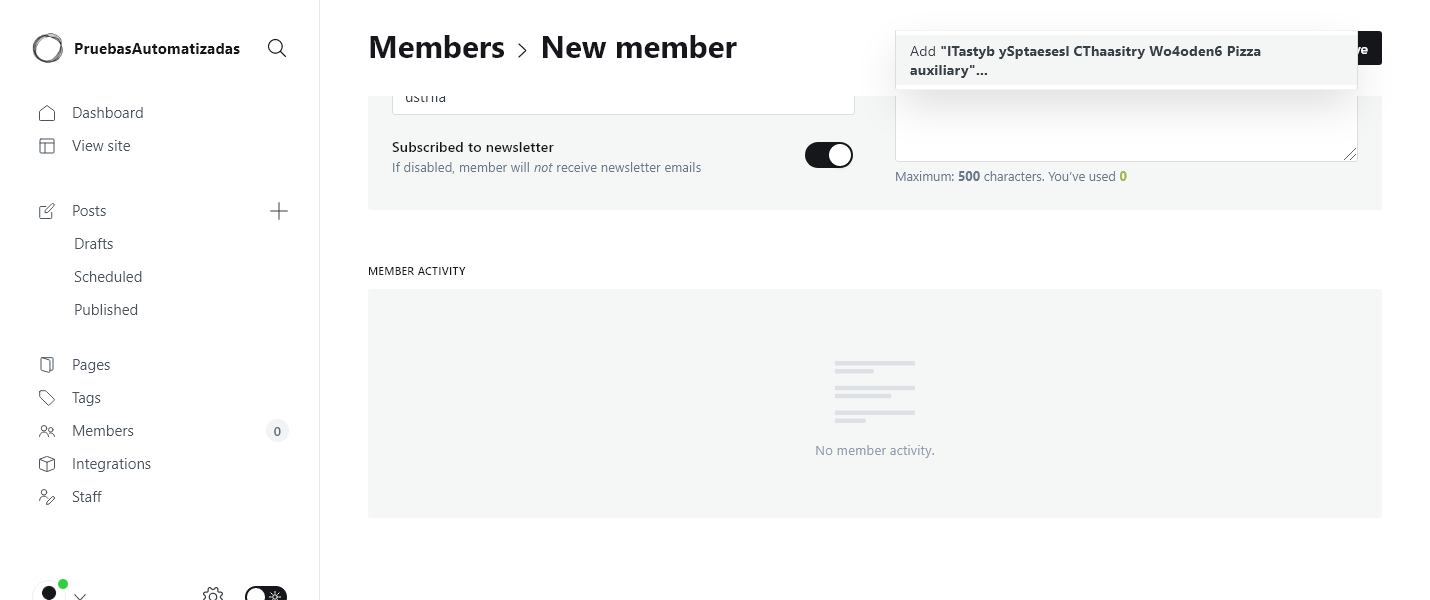 PruebasAutomatizadas
Dashboard
View site
Posts
Drafts
Scheduled
Published
Pages
Tags
Members
0
Integrations
Staff
Members > New member
Add "ITastyb ySptaesesl CThaasitry Wo4oden6 Pizza
auxiliary"...
Subscribed to newsletter
If disabled, member will not receive newsletter emails
Maximum: 500 characters. You've used 0
MEMBER ACTIVITY
No member activity.